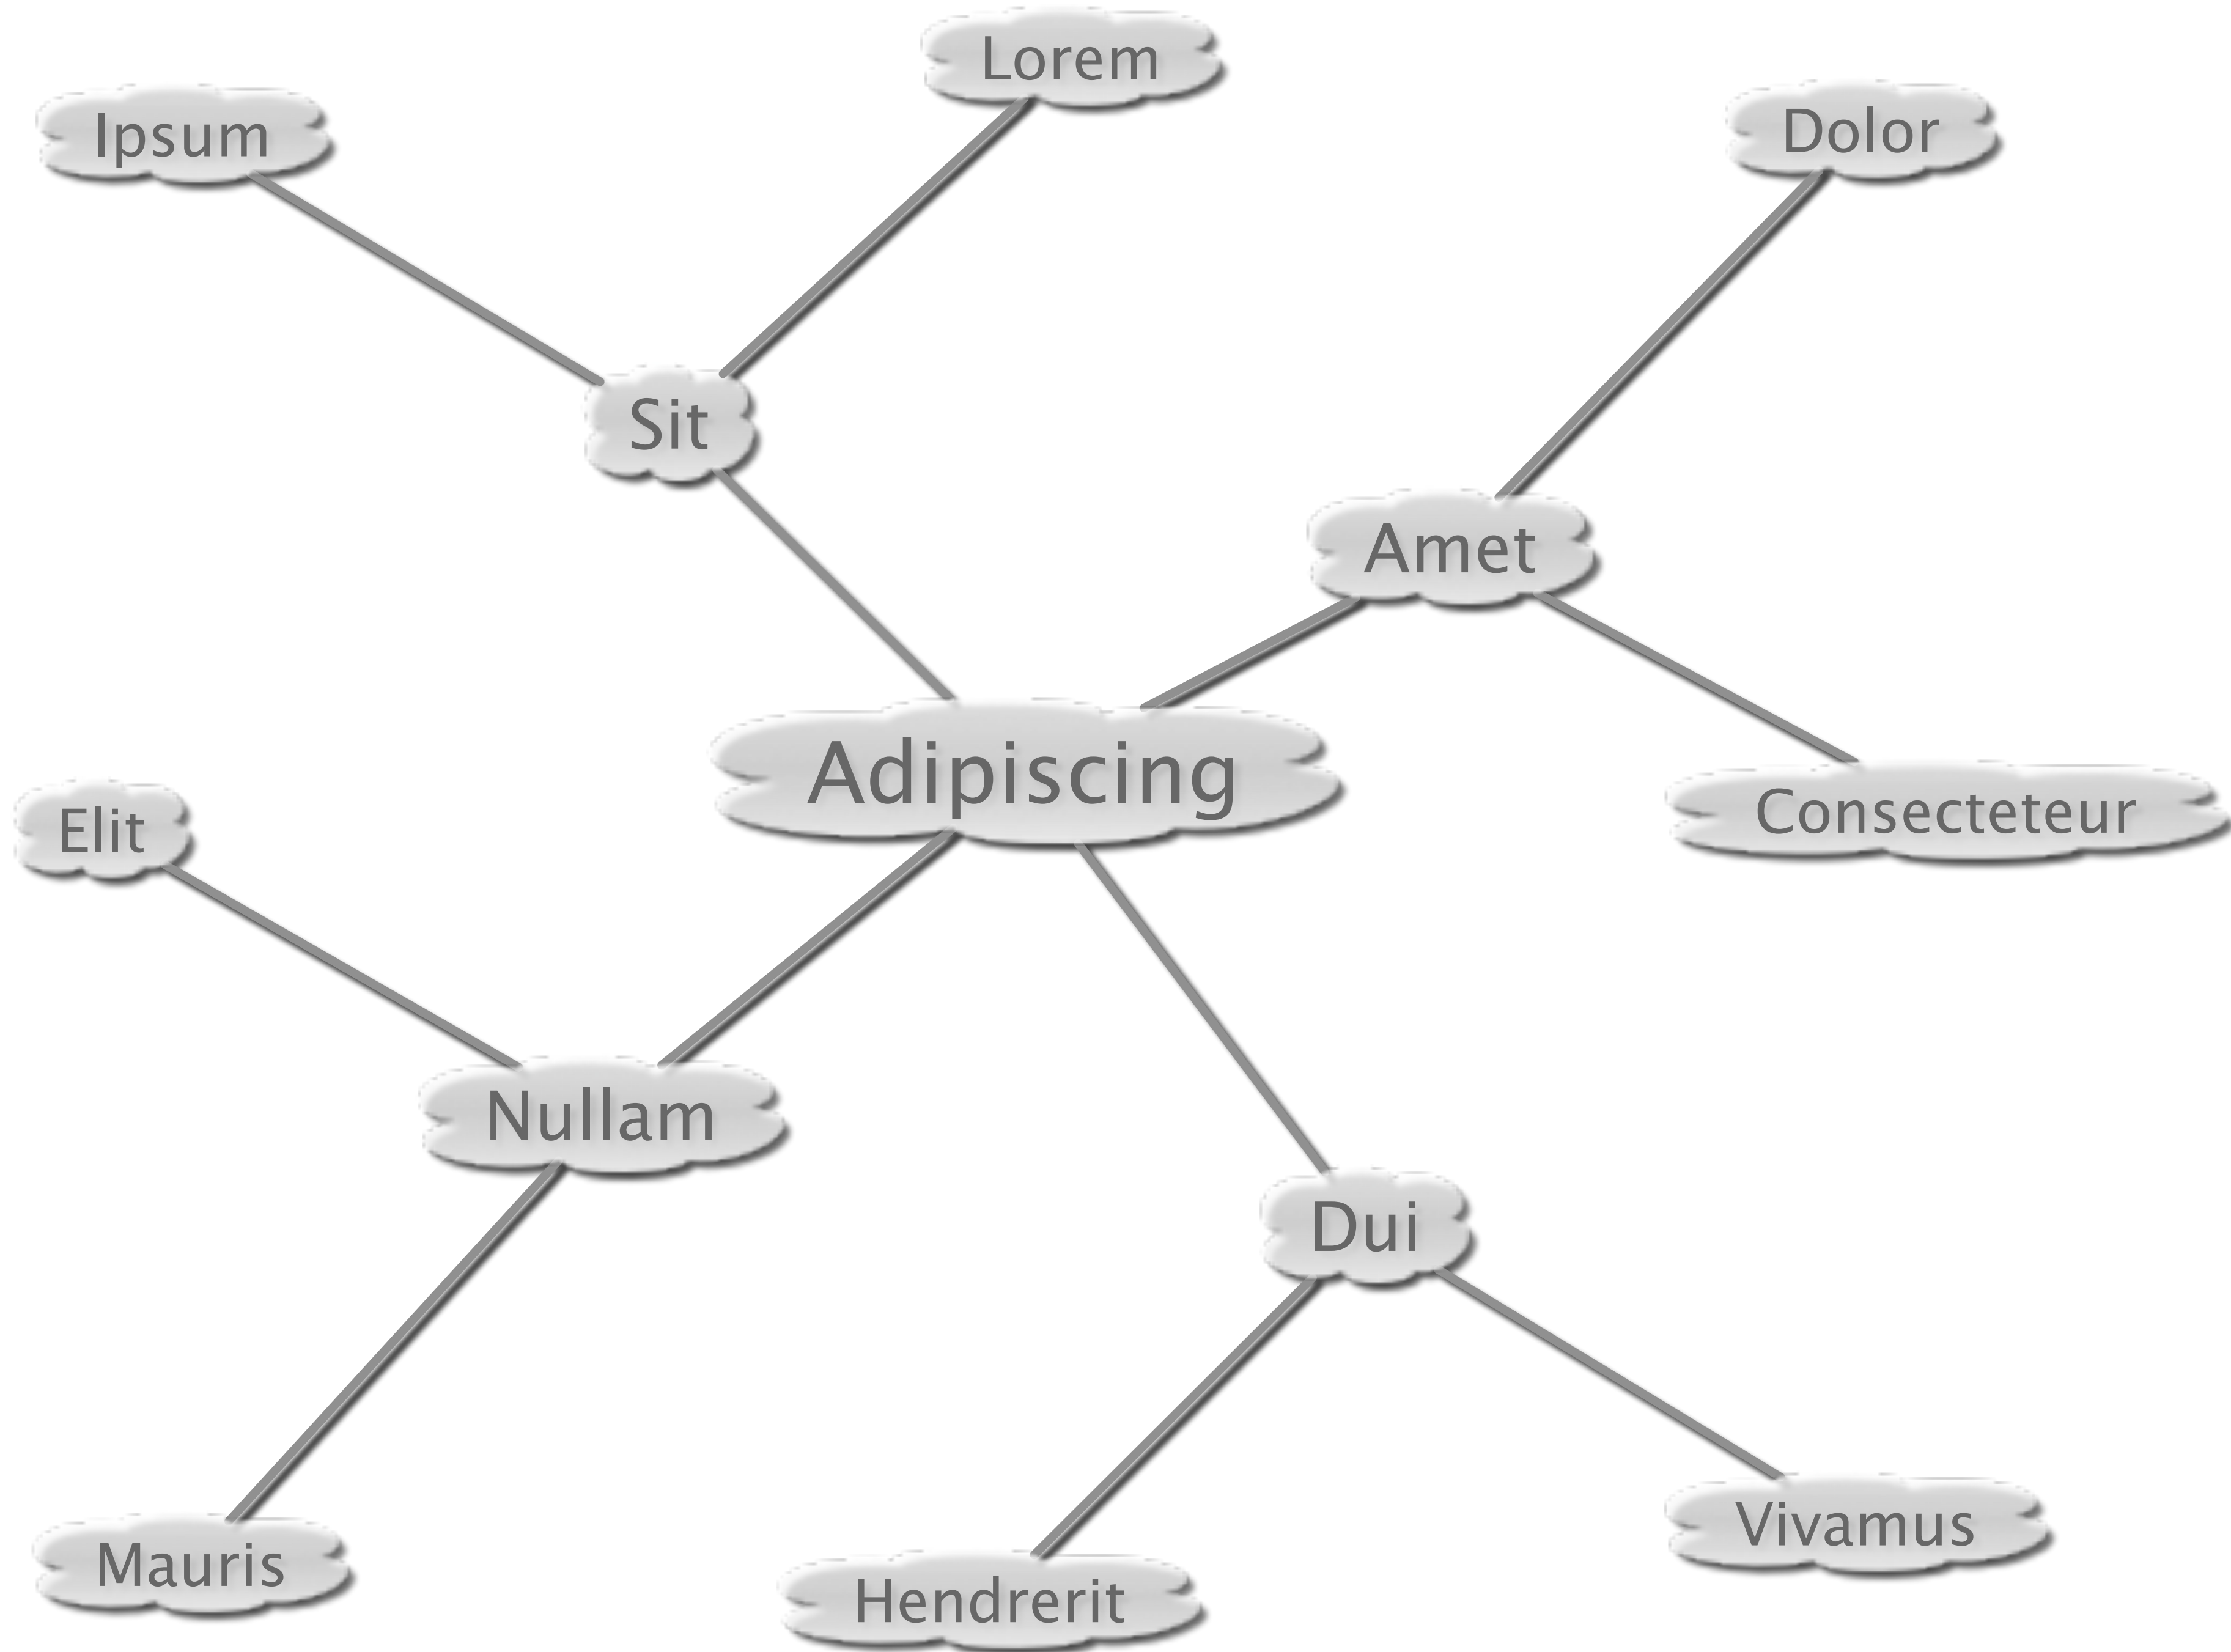 Lorem
Ipsum
Dolor
Sit
Amet
Adipiscing
Elit
Consecteteur
Nullam
Dui
Mauris
Hendrerit
Vivamus